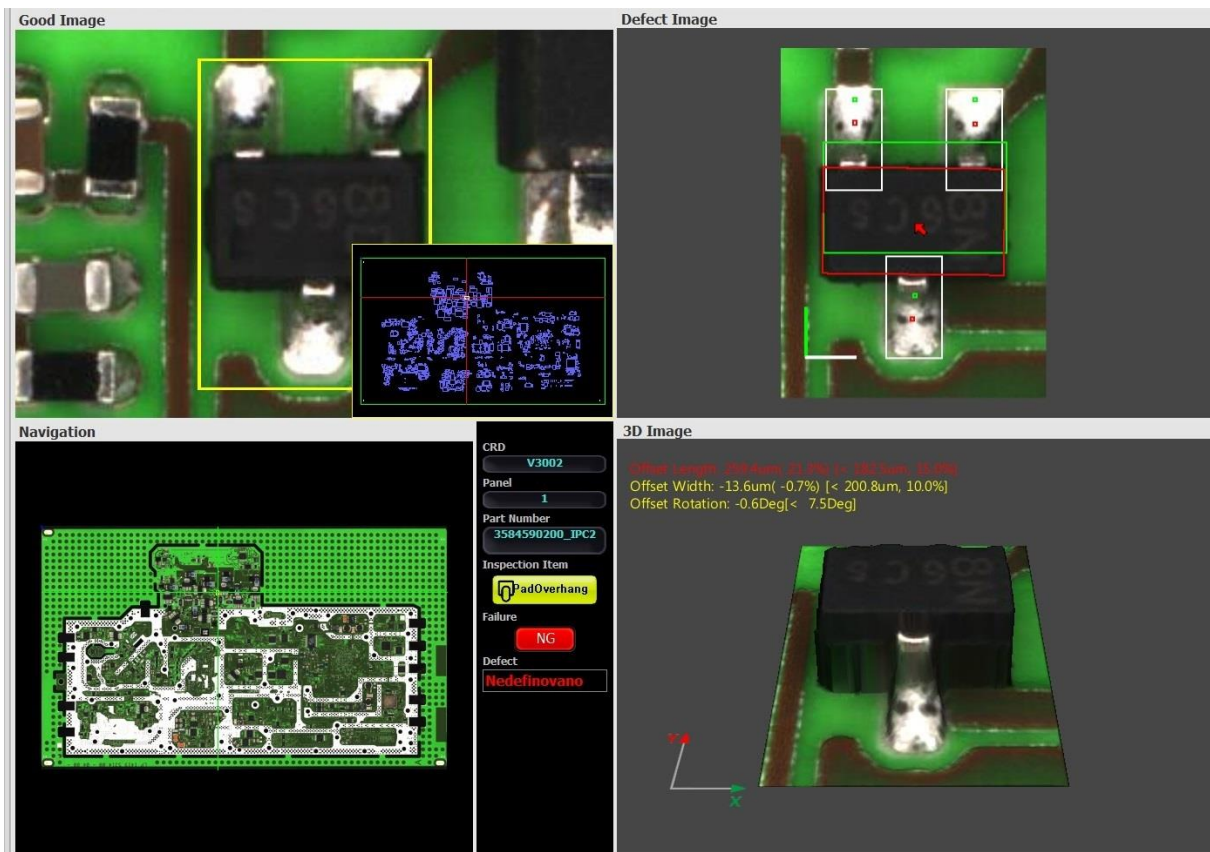 Good Image
Defect Image
Navigation
CRD
V3002
Panel
1
Part Number
3584590200_IPC2
Inspection Item
PadOverhang
Failure
NG
Defect
Nedefinovano
3D Image
Offset Width: -13.6um( -0.7%) [< 200.8um, 10.0%]
Offset Rotation: -0.6Deg[< 7.5Deg]
Y
X